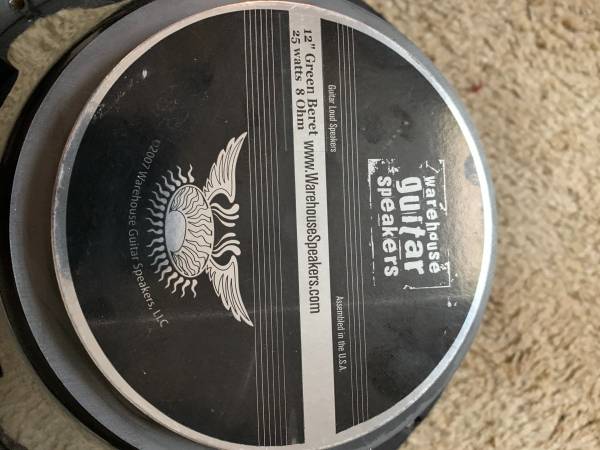 warehouse
guitar
speakers
Guitar Loud Speakers
Assembled in the U.S.A.
12" Green Beret www.WarehouseSpeakers.com
25 watts 8 Ohm
©2007 Warehouse Guitar Speakers, LLC